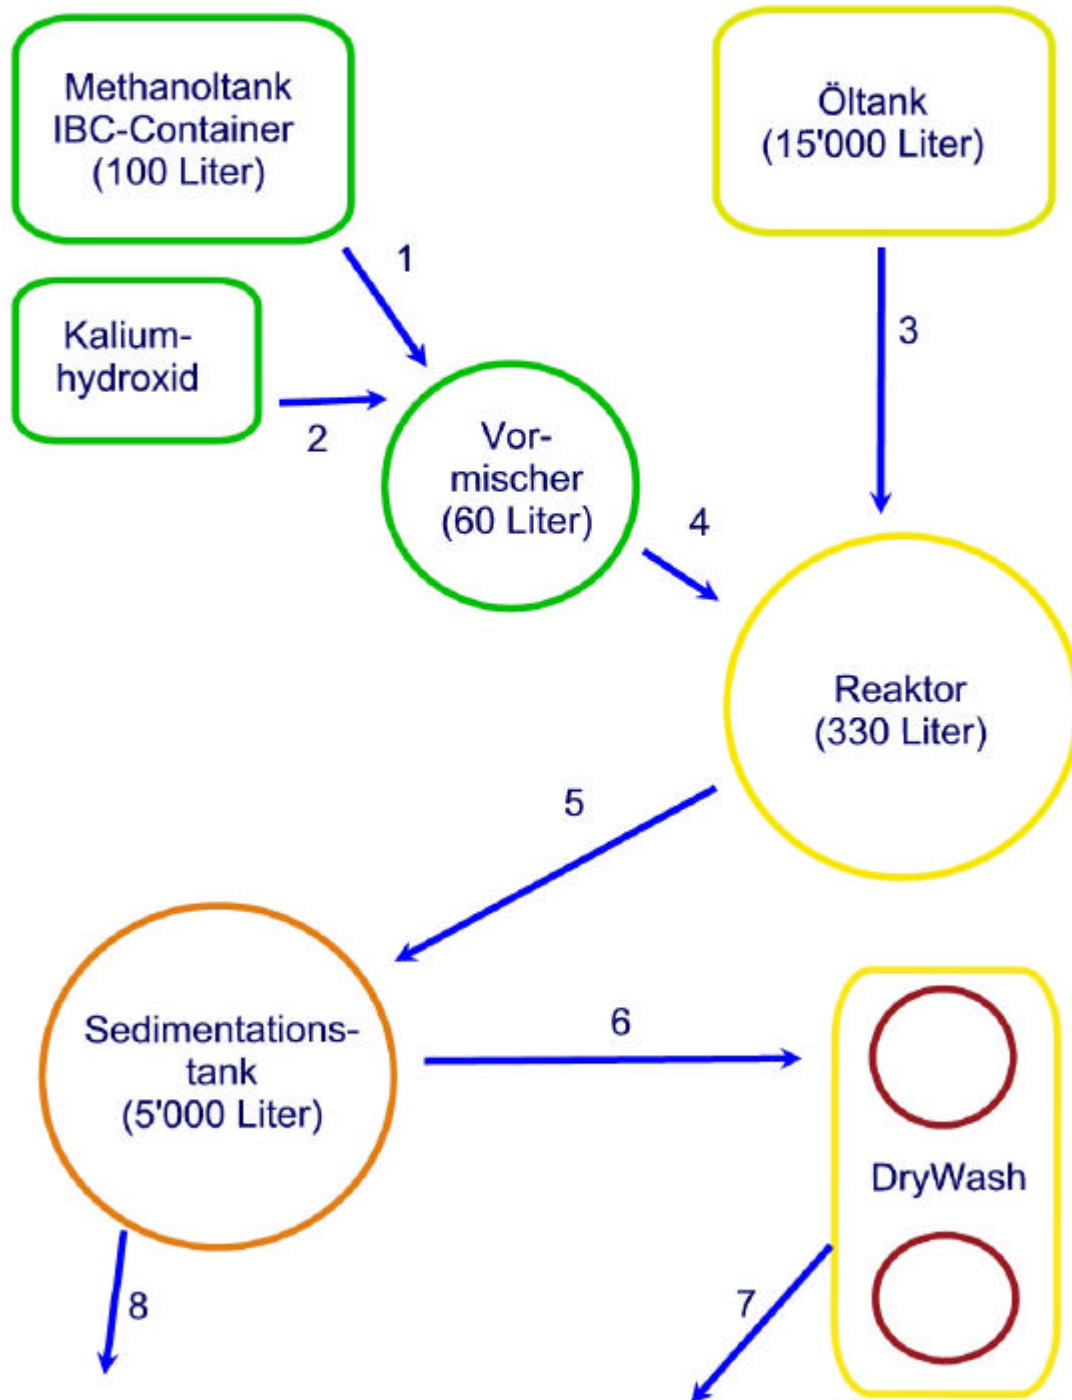 Methanoltank
IBC-Container
(100 Liter)
Öltank
(15'000 Liter)
1
Kalium-
hydroxid
2
3
Vor-
mischer
(60 Liter)
4
Reaktor
(330 Liter)
5
Sedimentations-
tank
(5'000 Liter)
6
DryWash
7
8